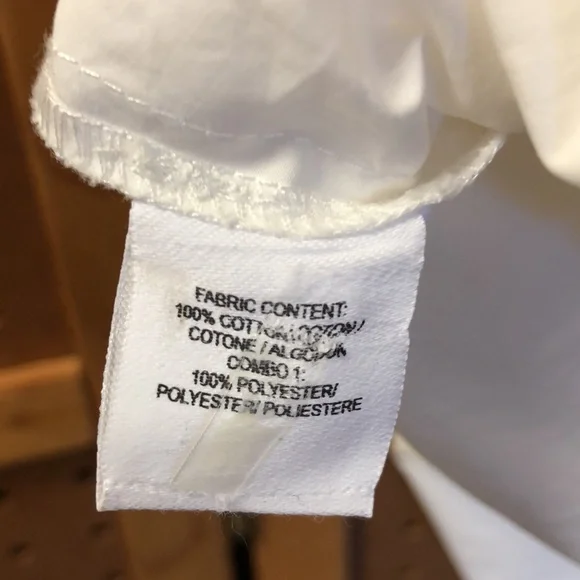 FABRIC CONTENT:
100% COTTON/COTON/
COTONE / ALGODON
COMBO 1:
100% POLYESTER/
POLYESTER/ POLIESTERE